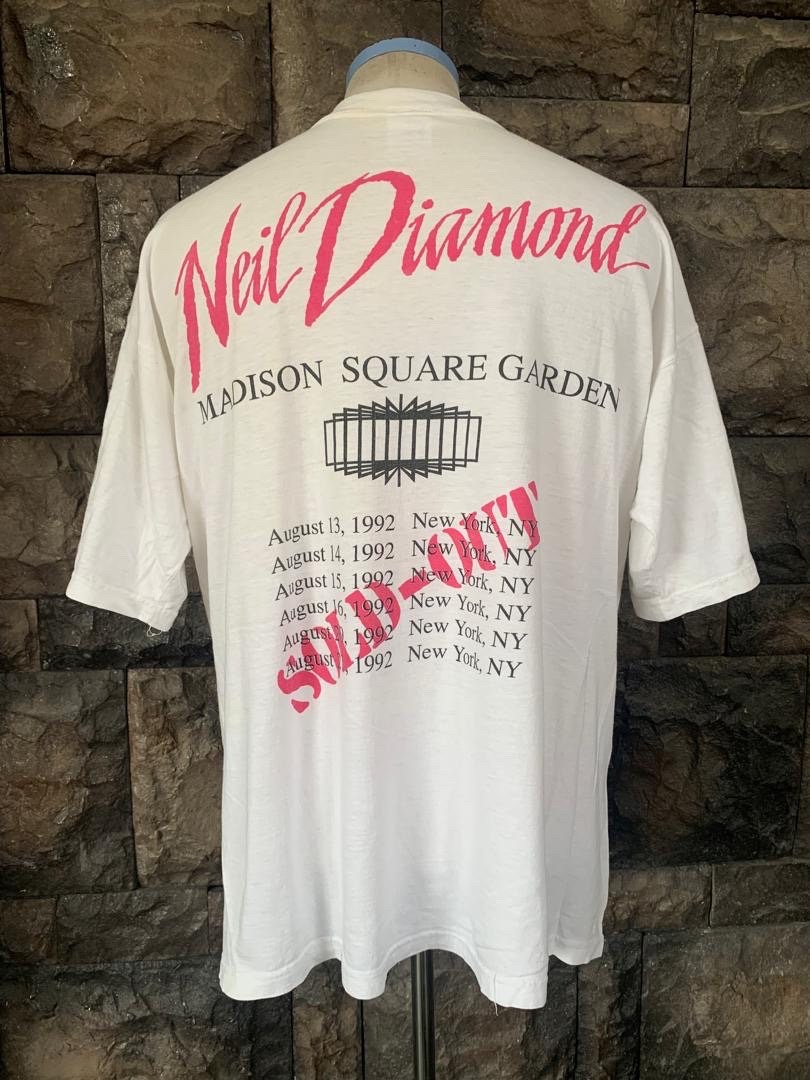 Neil Diamond
MADISON SQUARE GARDEN
August 13, 1992 New York, NY
August 14, 1992 New York, NY
August 15, 1992 New York, NY
August 16, 1992 New York, NY
August 1992 New York, NY
August 1992 New York, NY
SOLD-OUT